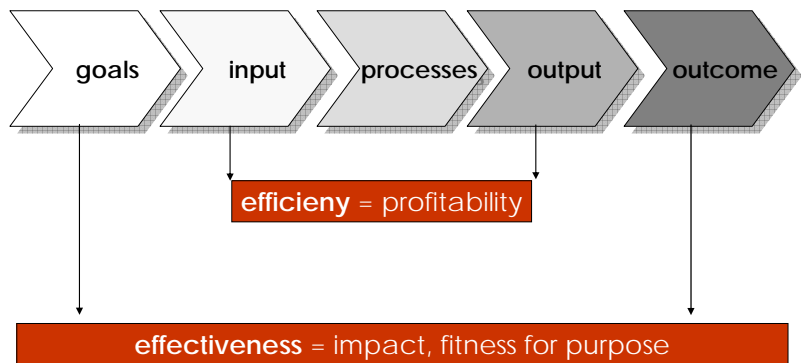 goals input processes output outcome
efficieny = profitability
effectiveness = impact, fitness for purpose